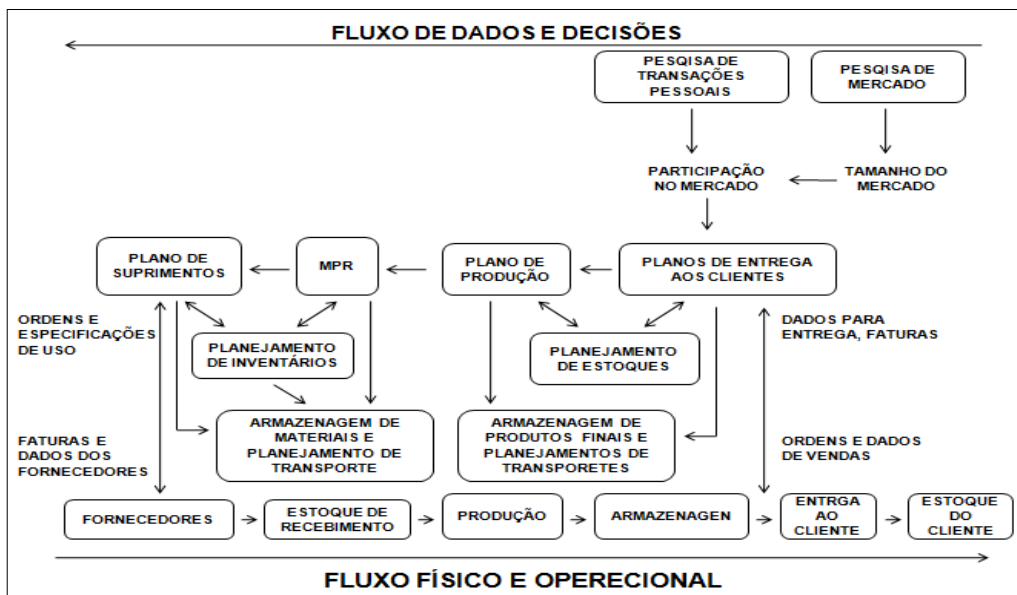 FLUXO DE DADOS E DECISÕES
PESQUISA DE
TRANSAÇÕES
PESSOAIS
PESQUISA DE
MERCADO
PARTICIPAÇÃO
NO MERCADO
TAMANHO DO
MERCADO
PLANO DE
SUPRIMENTOS
MPR
PLANO DE
PRODUÇÃO
PLANOS DE ENTREGA
AOS CLIENTES
ORDENS E
ESPECIFICAÇÕES
DE USO
PLANEJAMENTO
DE INVENTÁRIOS
PLANEJAMENTO
DE ESTOQUES
DADOS PARA
ENTREGA, FATURAS
FATURAS E
DADOS DOS
FORNECEDORES
ARMAZENAGEM DE
MATERIAIS E
PLANEJAMENTO DE
TRANSPORTE
ARMAZENAGEM DE
PRODUTOS FINAIS E
PLANEJAMENTOS DE
TRANSPORETES
ORDENS E DADOS
DE VENDAS
FORNECEDORES
ESTOQUE DE
RECEBIMENTO
PRODUÇÃO
ARMAZENAGEN
ENTRGA
AO
CLIENTE
ESTOQUE
DO
CLIENTE
FLUXO FÍSICO E OPERECIONAL